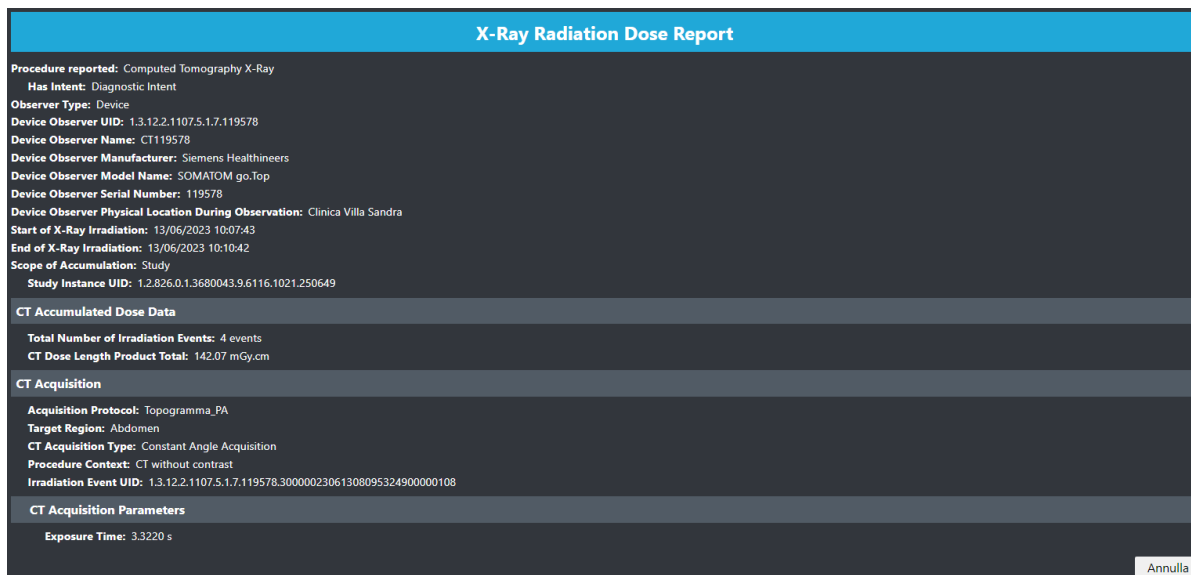 X-Ray Radiation Dose Report
Procedure reported: Computed Tomography X-Ray
Has Intent: Diagnostic Intent
Observer Type: Device
Device Observer UID: 1.3.12.2.1107.5.1.7.119578
Device Observer Name: CT119578
Device Observer Manufacturer: Siemens Healthineers
Device Observer Model Name: SOMATOM go.Top
Device Observer Serial Number: 119578
Device Observer Physical Location During Observation: Clinica Villa Sandra
Start of X-Ray Irradiation: 13/06/2023 10:07:43
End of X-Ray Irradiation: 13/06/2023 10:10:42
Scope of Accumulation: Study
Study Instance UID: 1.2.826.0.1.3680043.9.6116.1021.250649
CT Accumulated Dose Data
Total Number of Irradiation Events: 4 events
CT Dose Length Product Total: 142.07 mGy.cm
CT Acquisition
Acquisition Protocol: Topogramma_PA
Target Region: Abdomen
CT Acquisition Type: Constant Angle Acquisition
Procedure Context: CT without contrast
Irradiation Event UID: 1.3.12.2.1107.5.1.7.119578.30000023061308095324900000108
CT Acquisition Parameters
Exposure Time: 3.3220 s
Annulla